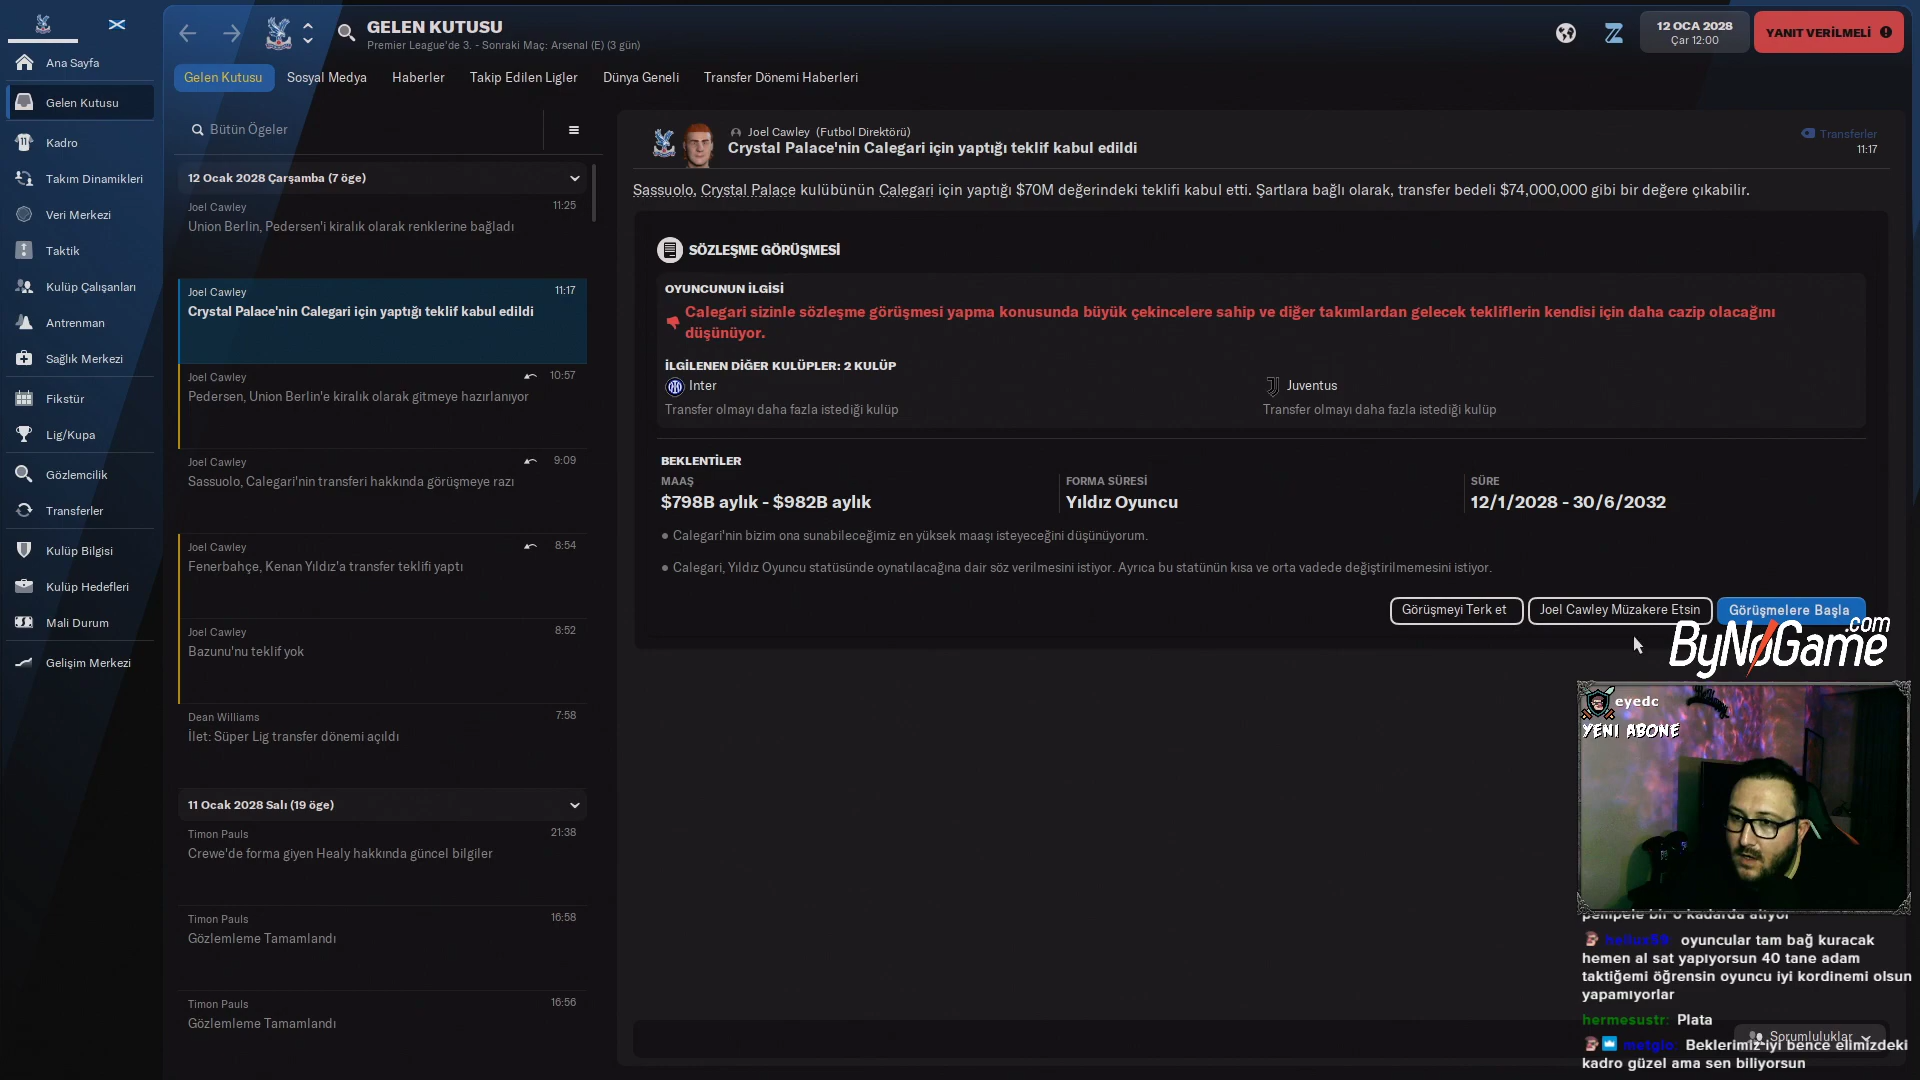 GELEN KUTUSU
Premier League'de 3. - Sonraki Maç: Arsenal (E) (3 gün)
12 OCA 2028
Çar 12:00
YANIT VERİLMELİ
Ana Sayfa
Gelen Kutusu
Kadro
Takım Dinamikleri
Veri Merkezi
Taktik
Kulüp Çalışanları
Antrenman
Sağlık Merkezi
Fikstür
Lig/Kupa
Gözlemcilik
Transferler
Kulüp Bilgisi
Kulüp Hedefleri
Mali Durum
Gelişim Merkezi
Gelen Kutusu
Sosyal Medya
Haberler
Takip Edilen Ligler
Dünya Geneli
Transfer Dönemi Haberleri
Bütün Ögeler
12 Ocak 2028 Çarşamba (7 öge)
Joel Cawley 11:25
Union Berlin, Pedersen'i kiralık olarak renklerine bağladı
Joel Cawley 11:17
Crystal Palace'nin Calegari için yaptığı teklif kabul edildi
Joel Cawley 10:57
Pedersen, Union Berlin'e kiralık olarak gitmeye hazırlanıyor
Joel Cawley 9:09
Sassuolo, Calegari'nin transferi hakkında görüşmeye razı
Joel Cawley 8:54
Fenerbahçe, Kenan Yıldız'a transfer teklifi yaptı
Joel Cawley 8:52
Bazunu'nu teklif yok
Dean Williams 7:58
İlet: Süper Lig transfer dönemi açıldı
11 Ocak 2028 Salı (19 öge)
Timon Pauls 21:38
Crewe'de forma giyen Healy hakkında güncel bilgiler
Timon Pauls 16:58
Gözlemleme Tamamlandı
Timon Pauls 16:56
Gözlemleme Tamamlandı
Joel Cawley (Futbol Direktörü)
Crystal Palace'nin Calegari için yaptığı teklif kabul edildi
Transferler
11:17
Sassuolo, Crystal Palace kulübünün Calegari için yaptığı $70M değerindeki teklifi kabul etti. Şartlara bağlı olarak, transfer bedeli $74,000,000 gibi bir değere çıkabilir.
SÖZLEŞME GÖRÜŞMESİ
OYUNCUNUN İLGİSİ
Calegari sizinle sözleşme görüşmesi yapma konusunda büyük çekincelere sahip ve diğer takımlardan gelecek tekliflerin kendisi için daha cazip olacağını
düşünüyor.
İLGİLENEN DİĞER KULÜPLER: 2 KULÜP
Inter
Juventus
Transfer olmayı daha fazla istediği kulüp
Transfer olmayı daha fazla istediği kulüp
BEKLENTİLER
MAAŞ
FORMA SÜRESİ
SÜRE
$798B aylık - $982B aylık
Yıldız Oyuncu
12/1/2028 - 30/6/2032
Calegari'nin bizim ona sunabileceğimiz en yüksek maaşı isteyeceğini düşünüyorum.
Calegari, Yıldız Oyuncu statüsünde oynatılacağına dair söz verilmesini istiyor. Ayrıca bu statünün kısa ve orta vadede değiştirilmemesini istiyor.
Görüşmeyi Terk et
Joel Cawley Müzakere Etsin
Görüşmelere Başla
ByNoGame.com
eyedc
YENI ABONE
oyuncular tam bağ kuracak
hemen al sat yapıyorsun 40 tane adam
taktiğemi öğrensin oyuncu iyi kordinemi olsun
yapamıyorlar
hermesustr: Plata
Sorumluluklar
metglo: Beklerimiz iyi bence elimizdeki
kadro güzel ama sen biliyorsun